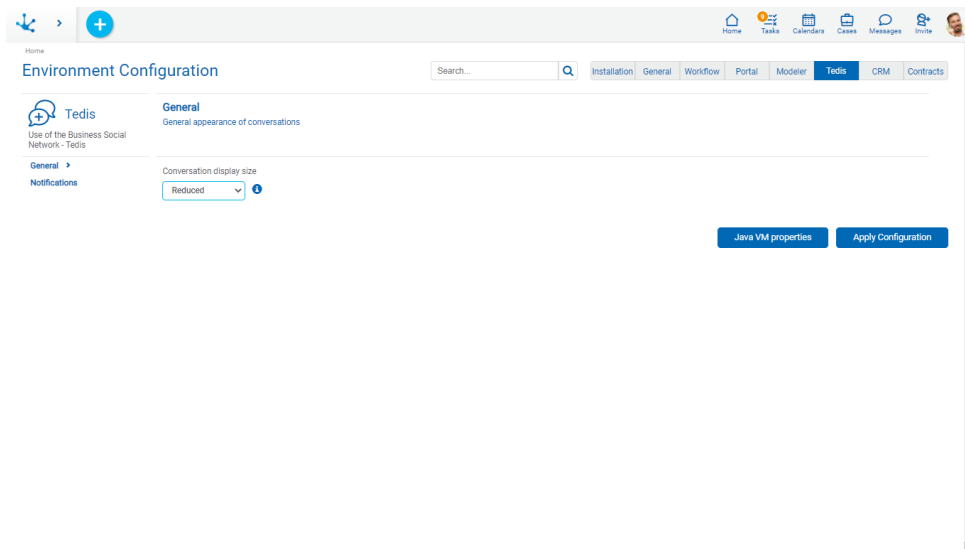 9
Home
Tasks
Calendars
Cases
Messages
Invite
Home
Environment Configuration
Search...
Installation
General
Workflow
Portal
Modeler
Tedis
CRM
Contracts
Tedis
Use of the Business Social
Network - Tedis
General
Notifications
General
General appearance of conversations
Conversation display size
Reduced
Java VM properties
Apply Configuration